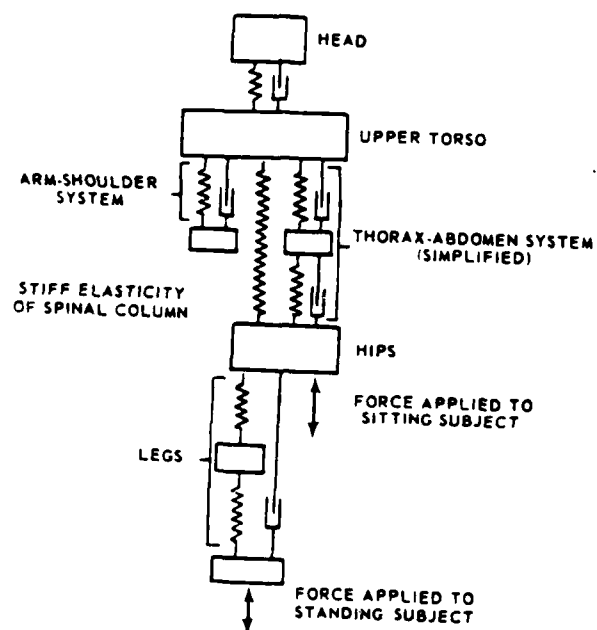 HEAD
UPPER TORSO
ARM-SHOULDER
SYSTEM
THORAX-ABDOMEN SYSTEM
(SIMPLIFIED)
STIFF ELASTICITY
OF SPINAL COLUMN
HIPS
FORCE APPLIED TO
SITTING SUBJECT
LEGS
FORCE APPLIED TO
STANDING SUBJECT